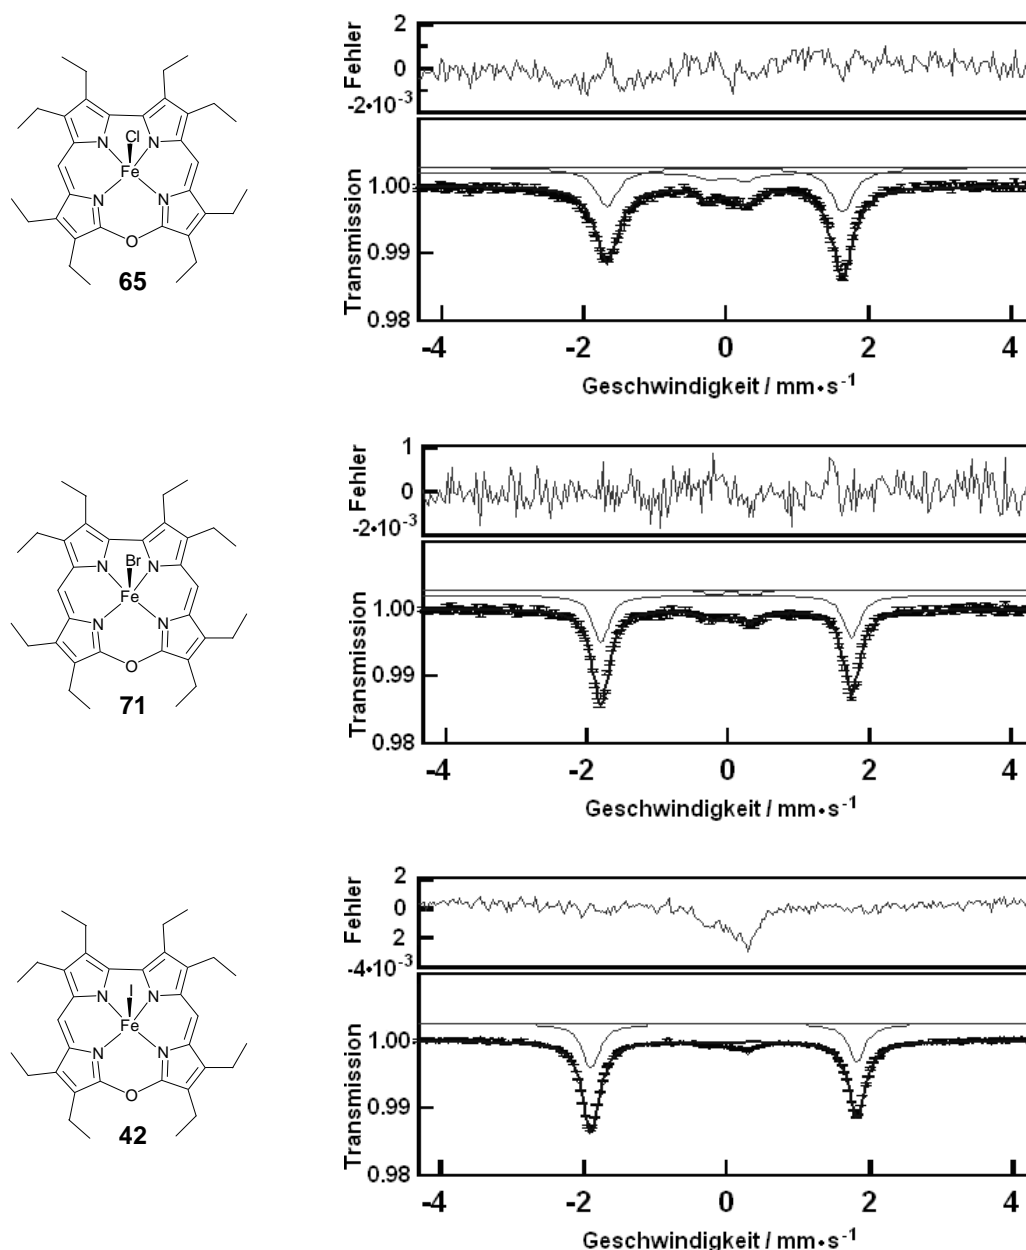 Cl
N N
Fe
N N
O
65
Fehler
2
0
-2•10⁻³
Transmission
1.00
0.99
0.98
-4 -2 0 2 4
Geschwindigkeit / mm•s⁻¹
Br
N N
Fe
N N
O
71
Fehler
1
0
-2•10⁻³
Transmission
1.00
0.99
0.98
-4 -2 0 2 4
Geschwindigkeit / mm•s⁻¹
I
N N
Fe
N N
O
42
Fehler
2
0
2
-4•10⁻³
Transmission
1.00
0.99
0.98
-4 -2 0 2 4
Geschwindigkeit / mm•s⁻¹